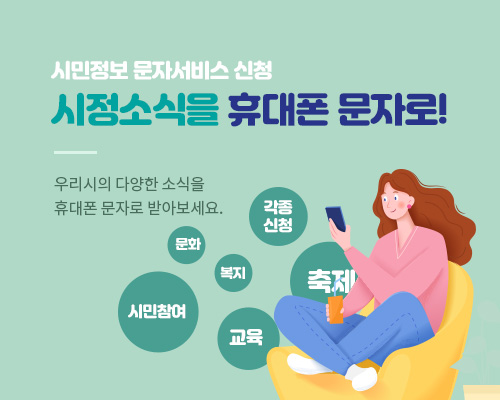 시민정보 문자서비스 신청
시정소식을 휴대폰 문자로!
우리시의 다양한 소식을
휴대폰 문자로 받아보세요.
각종
신청
문화
복지
축제
시민참여
교육